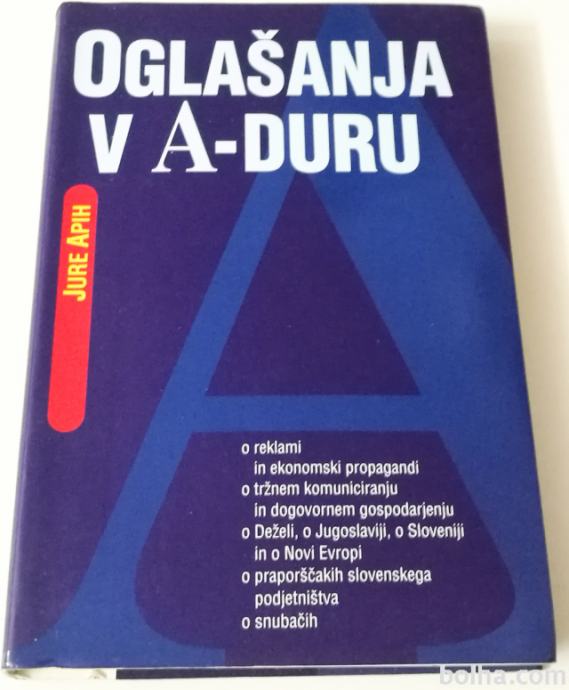 OGLAŠANJA
V A-DURU
JURE APIH
o reklami
in ekonomski propagandi
o tržnem komuniciranju
in dogovornem gospodarjenju
o Deželi, o Jugoslaviji, o Sloveniji
in o Novi Evropi
o praporščakih slovenskega
podjetništva
o snubačih
bolha.com